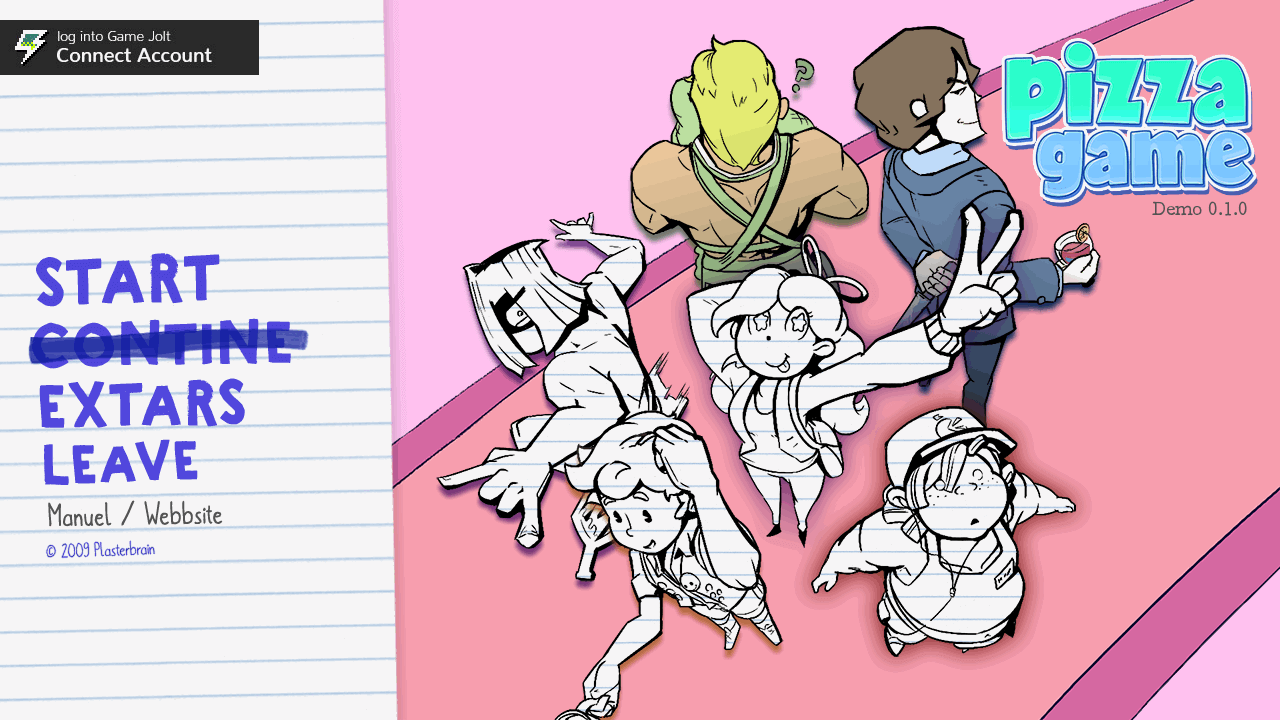 log into Game Jolt
Connect Account
?
pizza
game
Demo 0.1.0
START
CONTINE
EXTARS
LEAVE
Manuel / Webbsite
© 2009 Plasterbrain